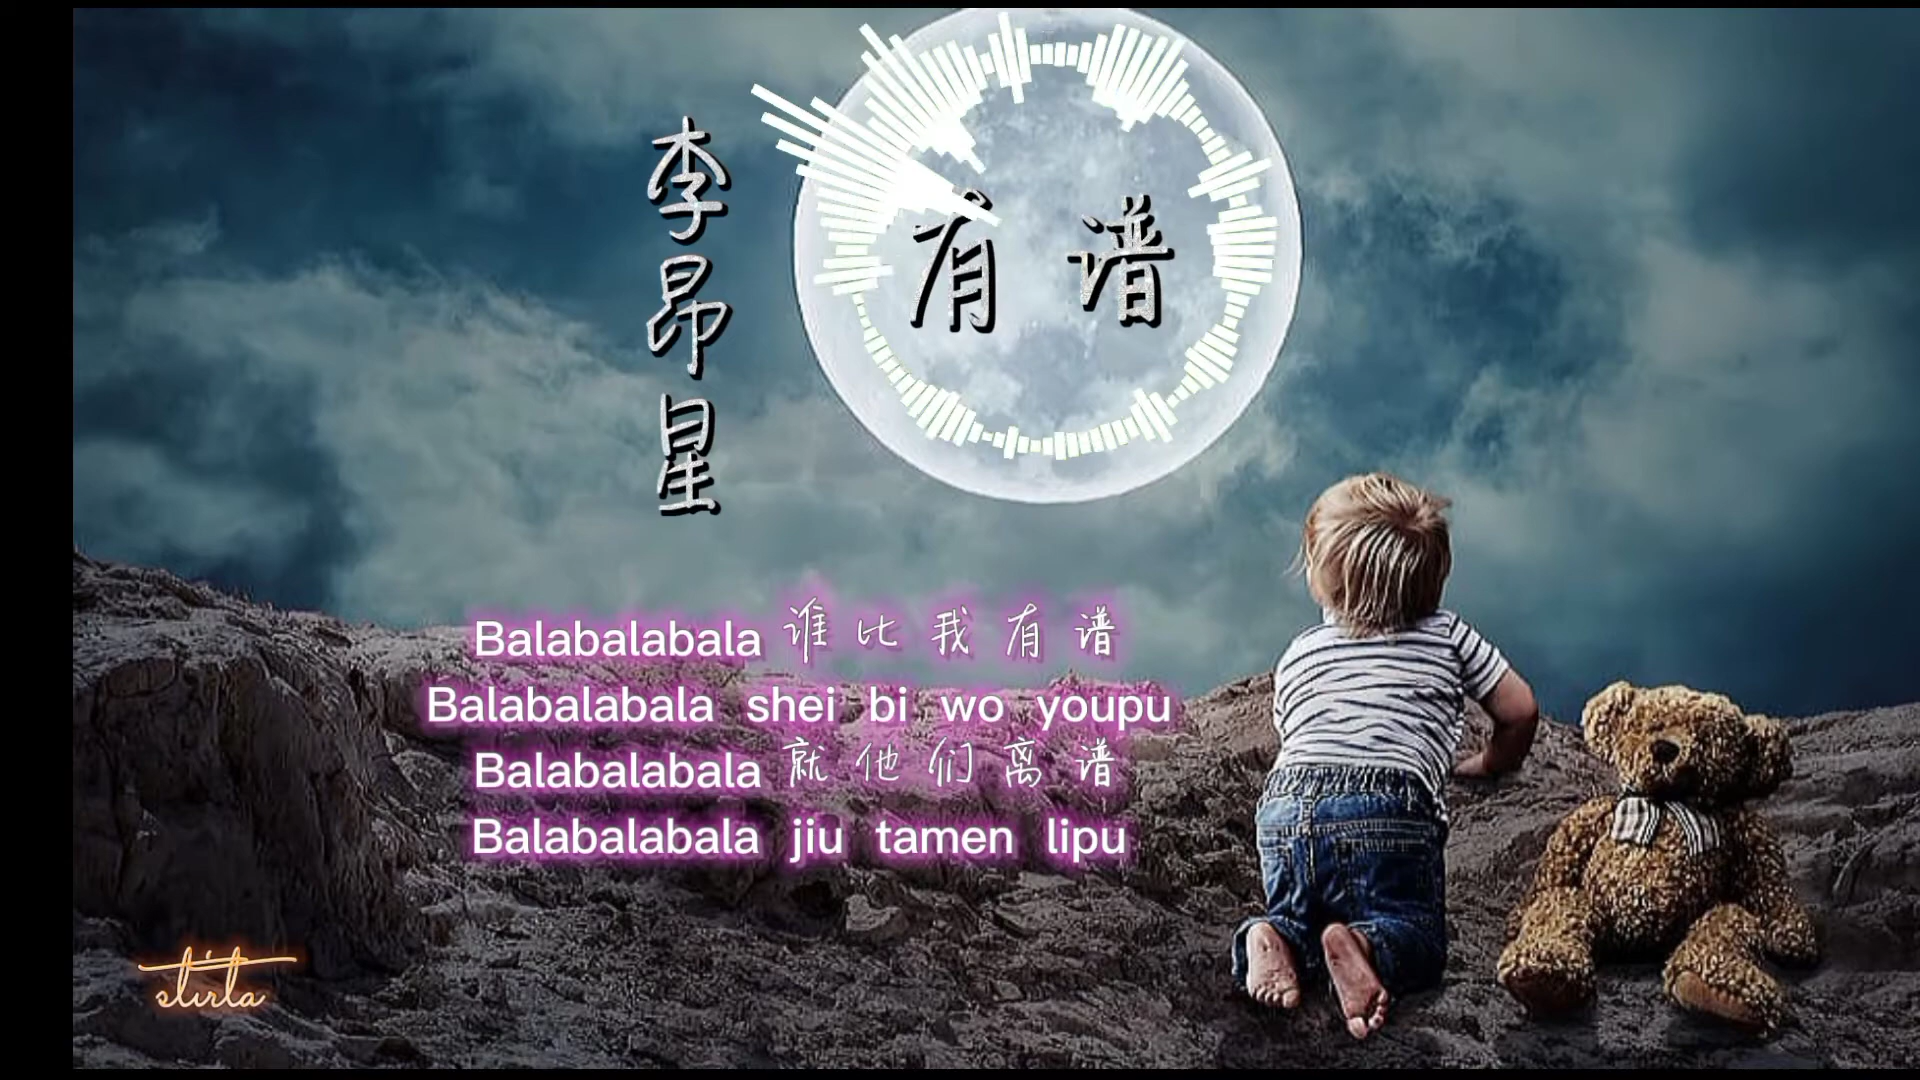 李昂星
有谱
Balabalabala 谁比我有谱
Balabalabala shei bi wo youpu
Balabalabala 就他们离谱
Balabalabala jiu tamen lipu
stirta